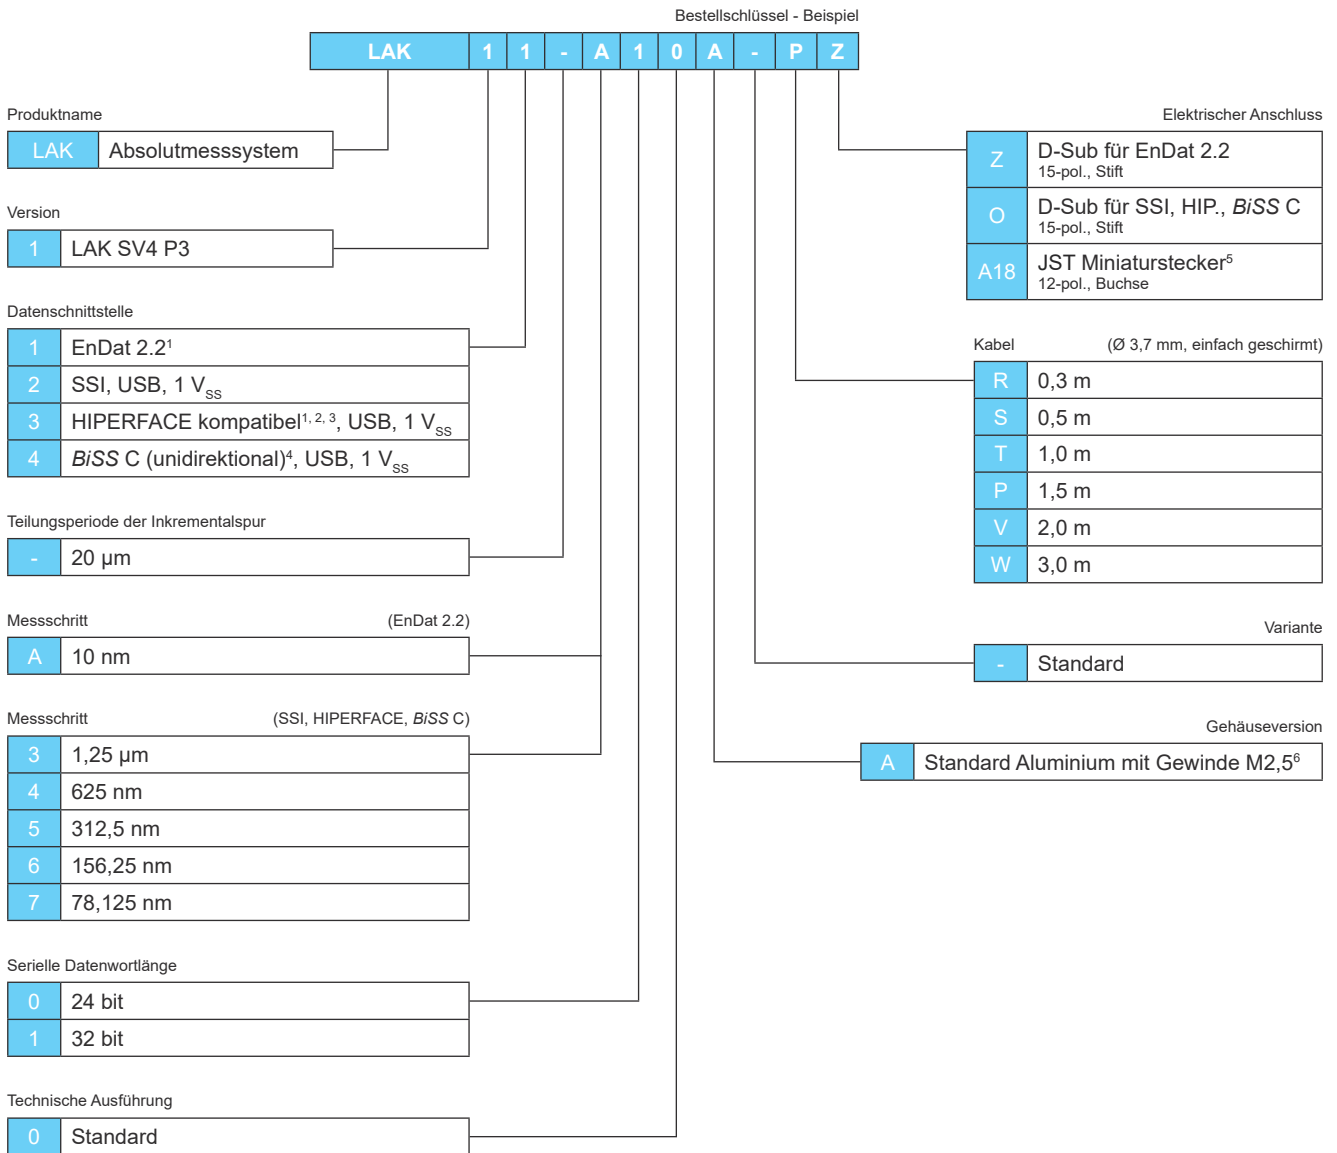 Bestellschlüssel - Beispiel
LAK 1 1 - A 1 0 A - P Z
Produktname
LAK Absolutmesssystem
Version
1 LAK SV4 P3
Datenschnittstelle
1 EnDat 2.2¹
2 SSI, USB, 1 Vss
3 HIPERFACE kompatibel¹, ², ³, USB, 1 Vss
4 BiSS C (unidirektional)⁴, USB, 1 Vss
Teilungsperiode der Inkrementalspur
- 20 µm
Messschritt (EnDat 2.2)
A 10 nm
Messschritt (SSI, HIPERFACE, BiSS C)
3 1,25 µm
4 625 nm
5 312,5 nm
6 156,25 nm
7 78,125 nm
Serielle Datenwortlänge
0 24 bit
1 32 bit
Technische Ausführung
0 Standard
Elektrischer Anschluss
Z D-Sub für EnDat 2.2
15-pol., Stift
O D-Sub für SSI, HIP., BiSS C
15-pol., Stift
A18 JST Miniaturstecker⁵
12-pol., Buchse
Kabel (Ø 3,7 mm, einfach geschirmt)
R 0,3 m
S 0,5 m
T 1,0 m
P 1,5 m
V 2,0 m
W 3,0 m
Variante
- Standard
Gehäuseversion
A Standard Aluminium mit Gewinde M2,5⁶